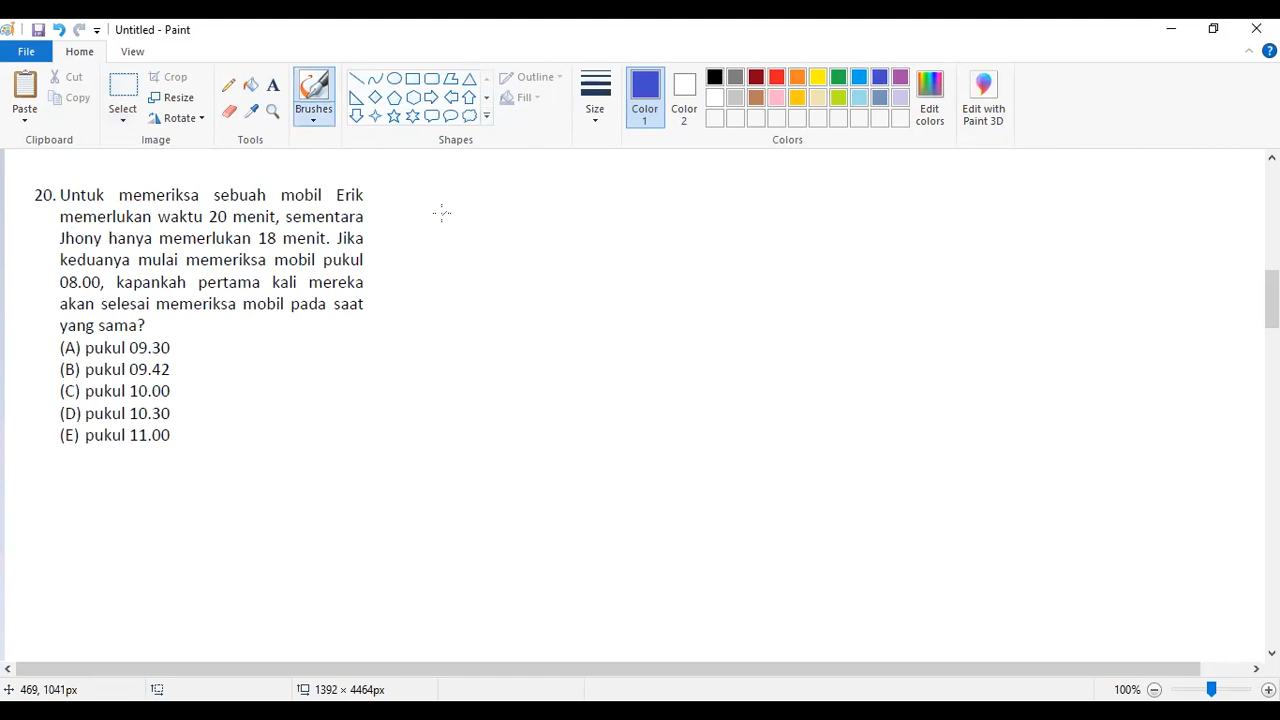 Untitled - Paint
File Home View
Paste
Cut
Copy
Clipboard
Select
Crop
Resize
Rotate
Image
A
Tools
Brushes
Shapes
Outline
Fill
Size
Color 1
Color 2
Edit colors
Edit with Paint 3D
Colors
20. Untuk memeriksa sebuah mobil Erik
memerlukan waktu 20 menit, sementara
Jhony hanya memerlukan 18 menit. Jika
keduanya mulai memeriksa mobil pukul
08.00, kapankah pertama kali mereka
akan selesai memeriksa mobil pada saat
yang sama?
(A) pukul 09.30
(B) pukul 09.42
(C) pukul 10.00
(D) pukul 10.30
(E) pukul 11.00
469, 1041px 1392 × 4464px 100%